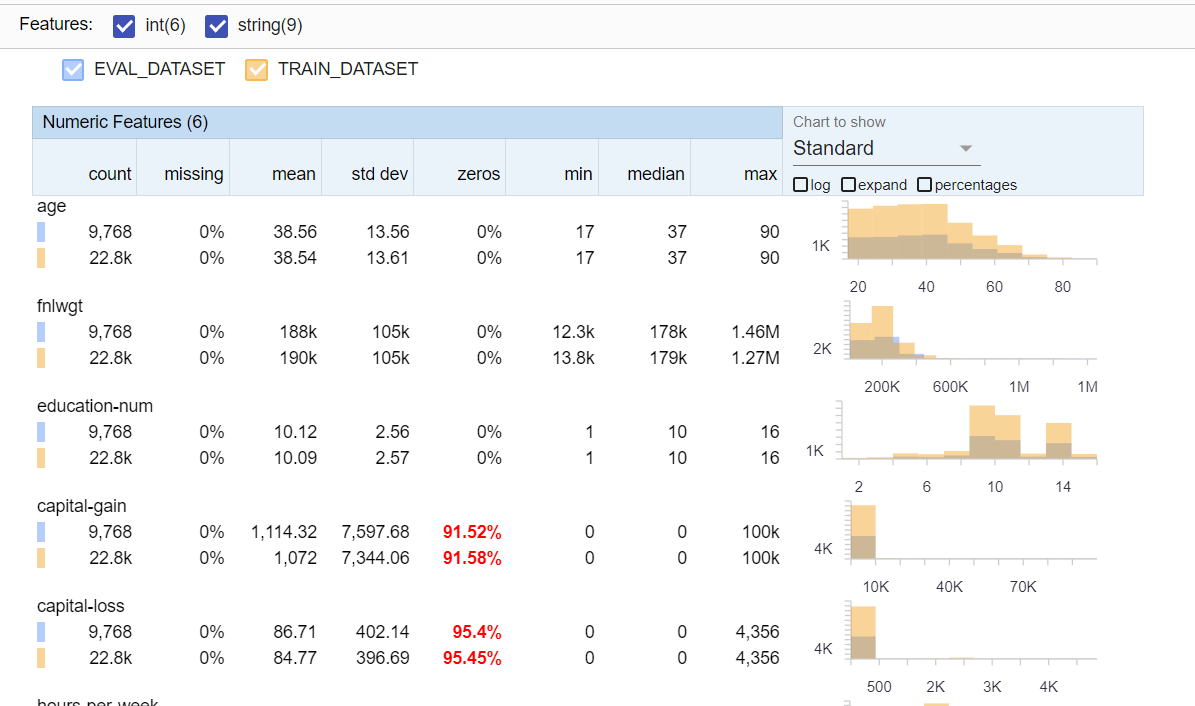 Features: int(6) string(9)
EVAL_DATASET TRAIN_DATASET
Numeric Features (6)
Chart to show
Standard
count missing mean std dev zeros min median max
log expand percentages
age
9,768 0% 38.56 13.56 0% 17 37 90
22.8k 0% 38.54 13.61 0% 17 37 90
1K
20 40 60 80
fnlwgt
9,768 0% 188k 105k 0% 12.3k 178k 1.46M
22.8k 0% 190k 105k 0% 13.8k 179k 1.27M
2K
200K 600K 1M 1M
education-num
9,768 0% 10.12 2.56 0% 1 10 16
22.8k 0% 10.09 2.57 0% 1 10 16
1K
2 6 10 14
capital-gain
9,768 0% 1,114.32 7,597.68 91.52% 0 0 100k
22.8k 0% 1,072 7,344.06 91.58% 0 0 100k
4K
10K 40K 70K
capital-loss
9,768 0% 86.71 402.14 95.4% 0 0 4,356
22.8k 0% 84.77 396.69 95.45% 0 0 4,356
4K
500 2K 3K 4K
hours-per-week